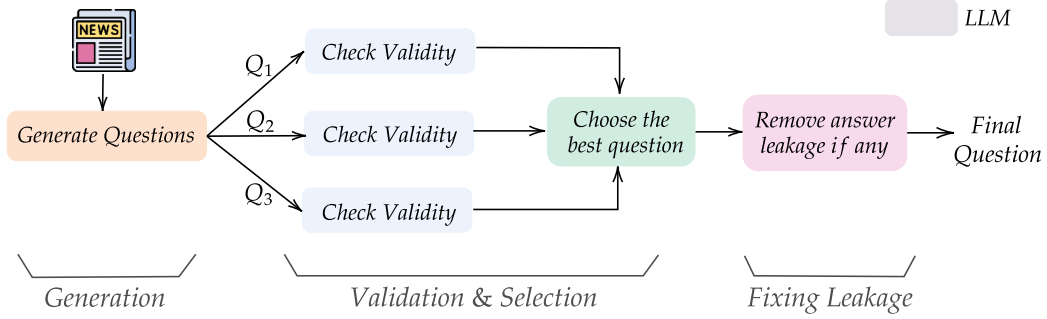 NEWS
LLM
Generate Questions
Q1
Q2
Q3
Check Validity
Check Validity
Check Validity
Choose the
best question
Remove answer
leakage if any
Final
Question
Generation
Validation & Selection
Fixing Leakage